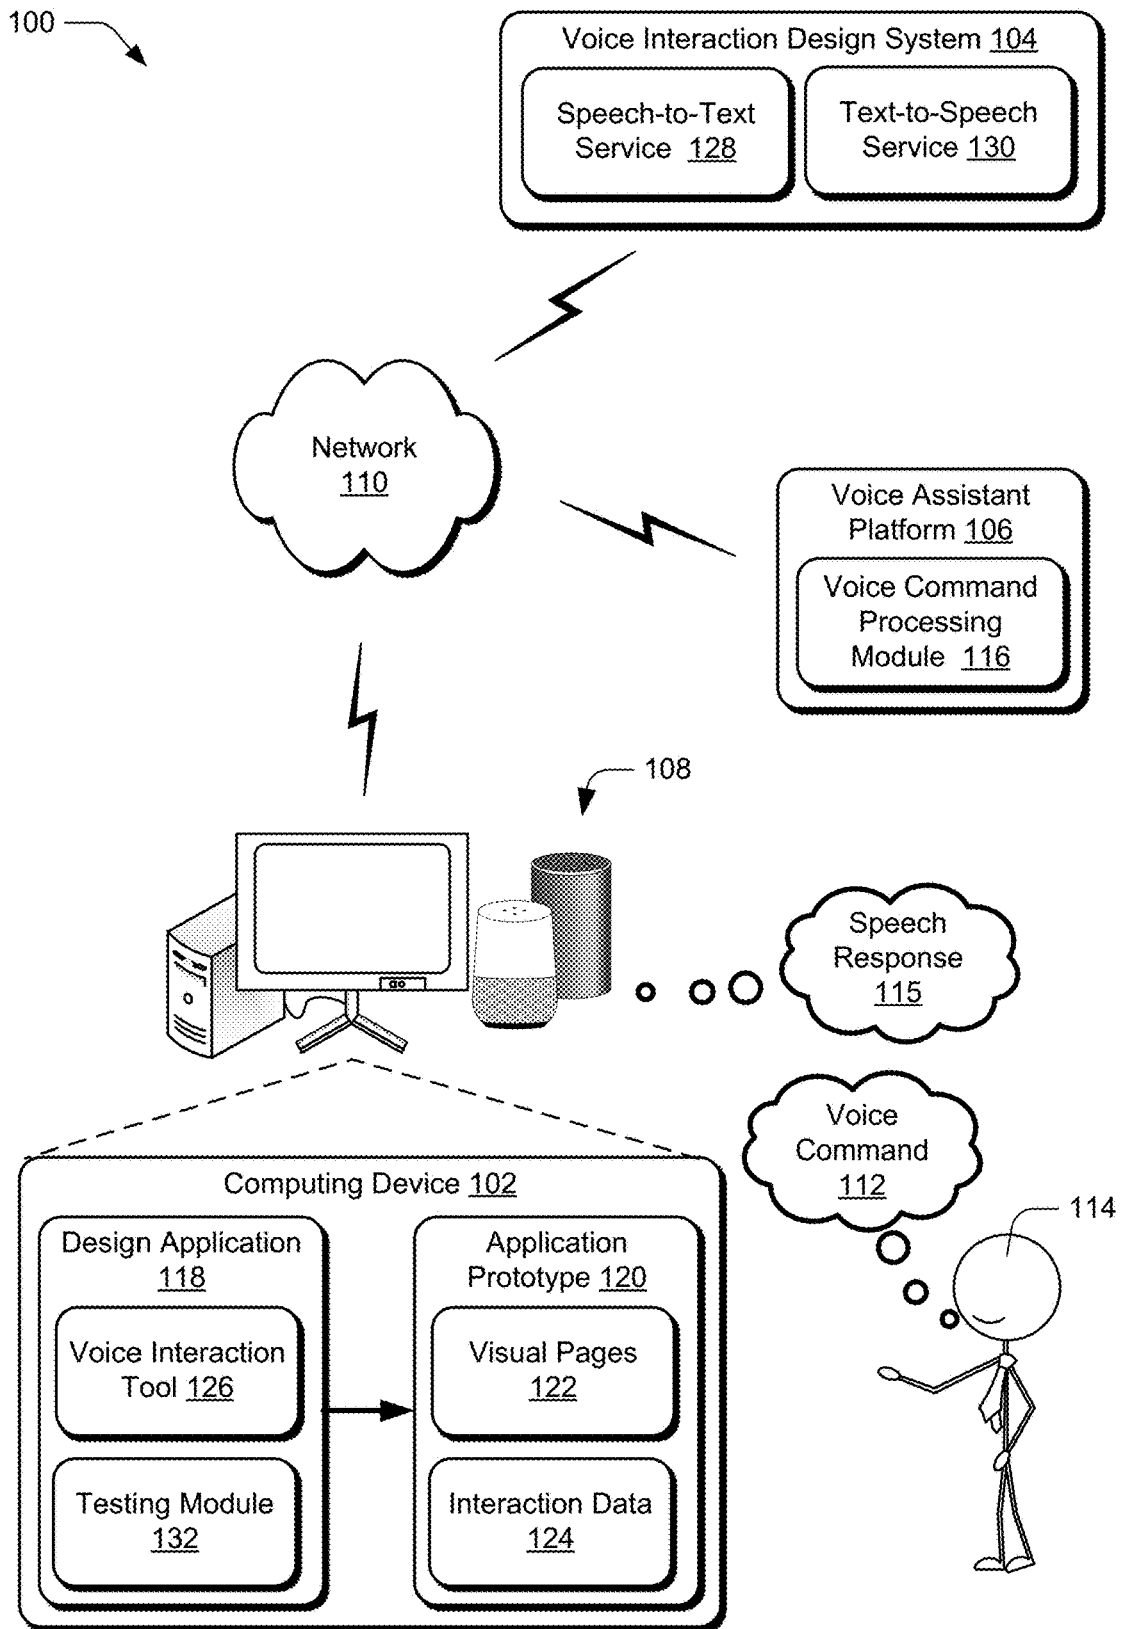 100
Voice Interaction Design System 104
Speech-to-Text
Service 128
Text-to-Speech
Service 130
Network
110
Voice Assistant
Platform 106
Voice Command
Processing
Module 116
108
Speech
Response
115
Voice
Command
112
114
Computing Device 102
Design Application
118
Voice Interaction
Tool 126
Testing Module
132
Application
Prototype 120
Visual Pages
122
Interaction Data
124